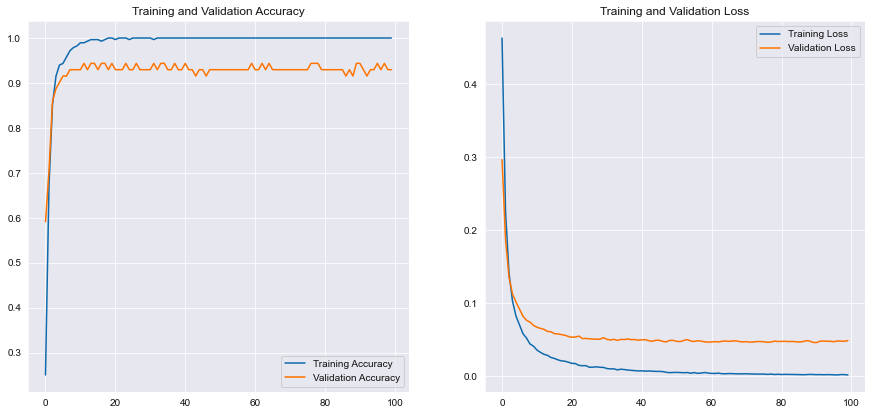 Training and Validation Accuracy
1.0
0.9
0.8
0.7
0.6
0.5
0.4
0.3
0 20 40 60 80 100
Training Accuracy
Validation Accuracy
Training and Validation Loss
0.4
0.3
0.2
0.1
0.0
0 20 40 60 80 100
Training Loss
Validation Loss